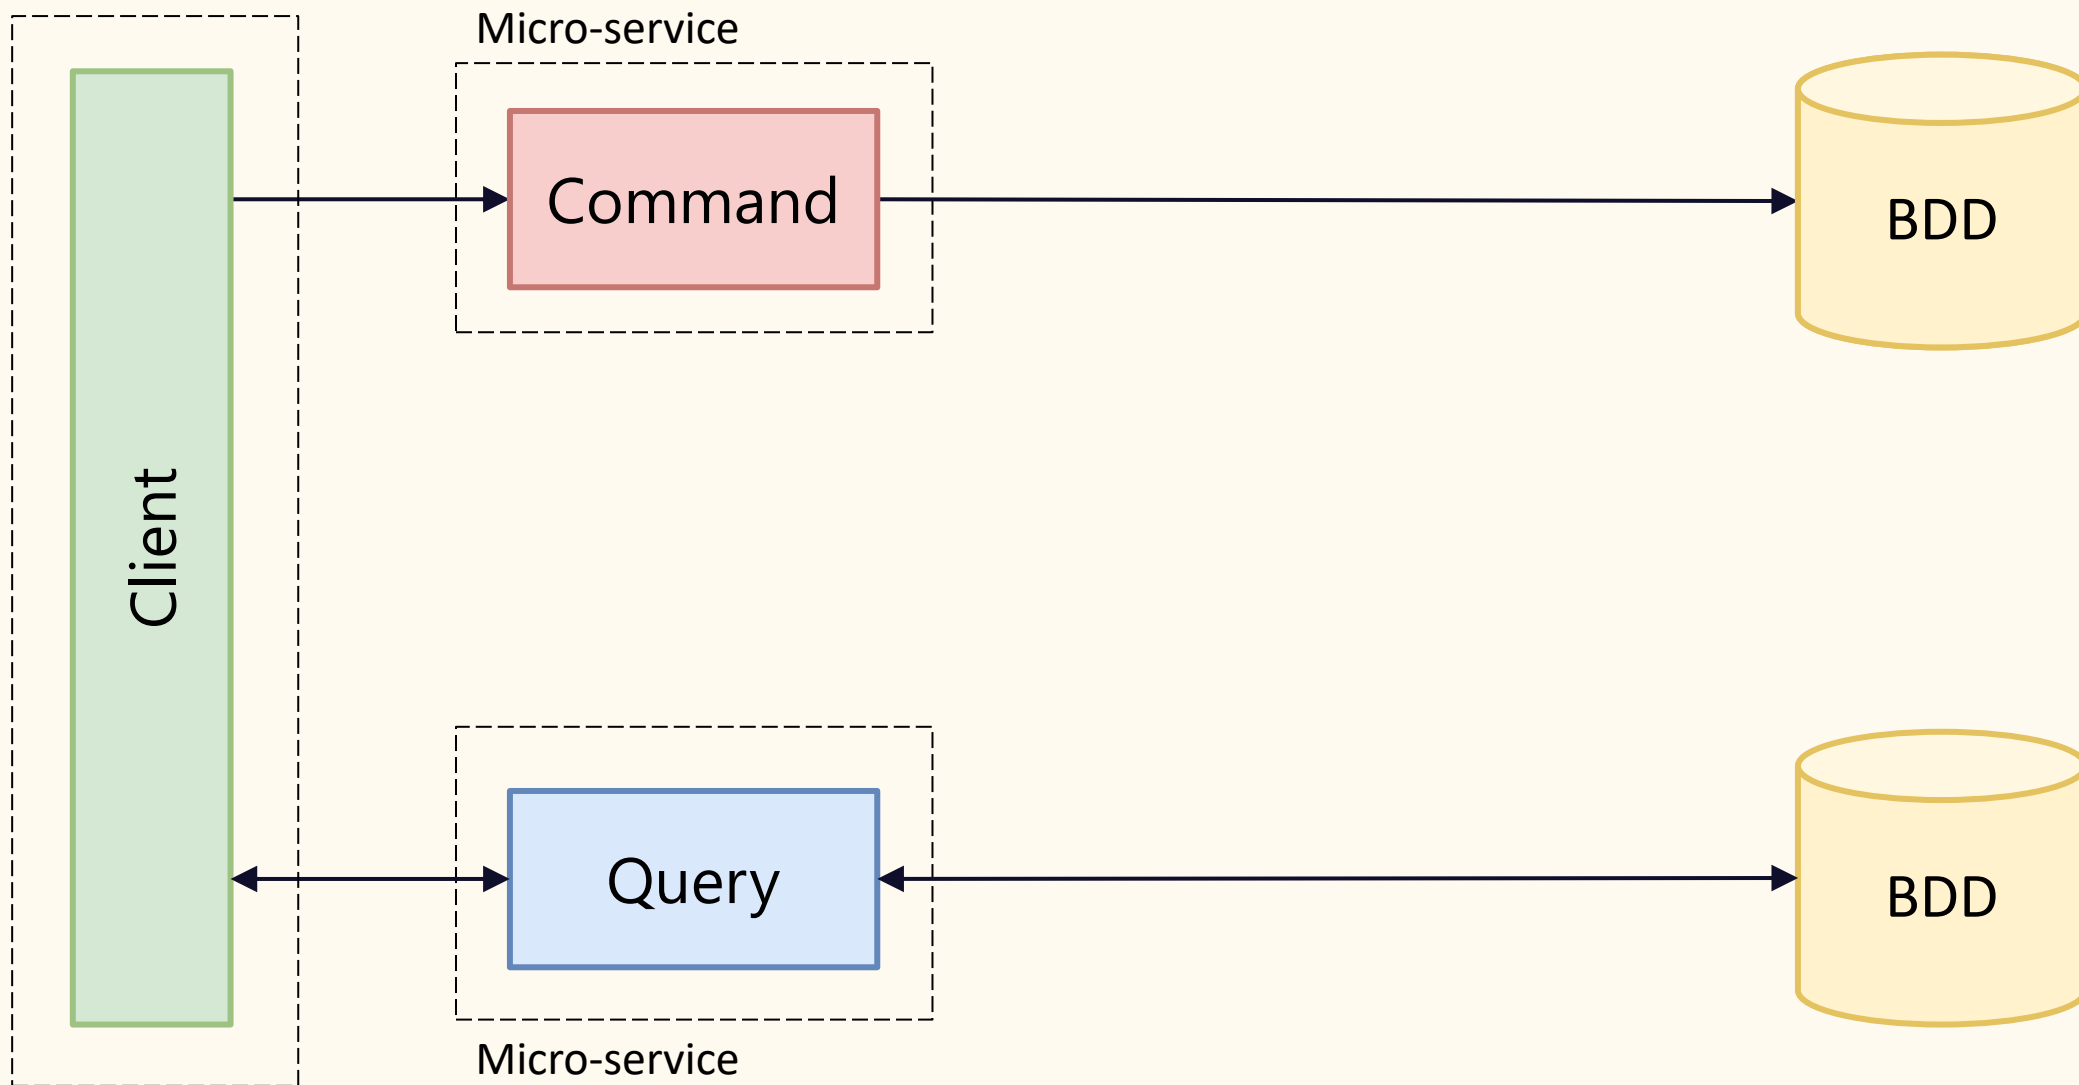 Micro-service
Command
BDD
Client
Query
BDD
Micro-service